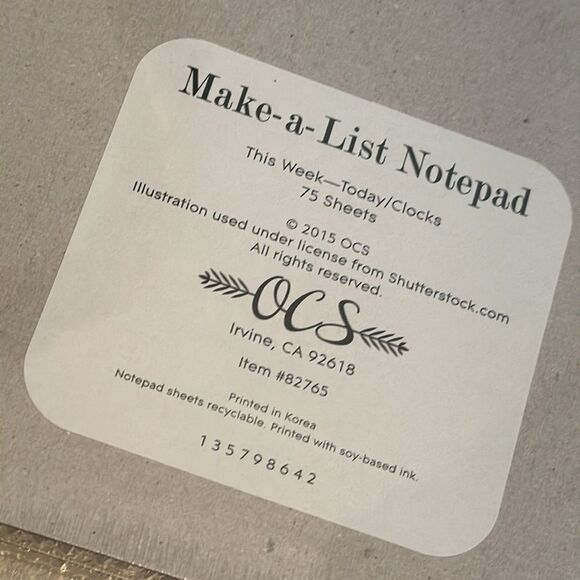 Make-a-List Notepad
This Week—Today/Clocks
75 Sheets
© 2015 OCS
Illustration used under license from Shutterstock.com
All rights reserved.
OCS
Irvine, CA 92618
Item #82765
Printed in Korea
Notepad sheets recyclable. Printed with soy-based ink.
1 3 5 7 9 8 6 4 2